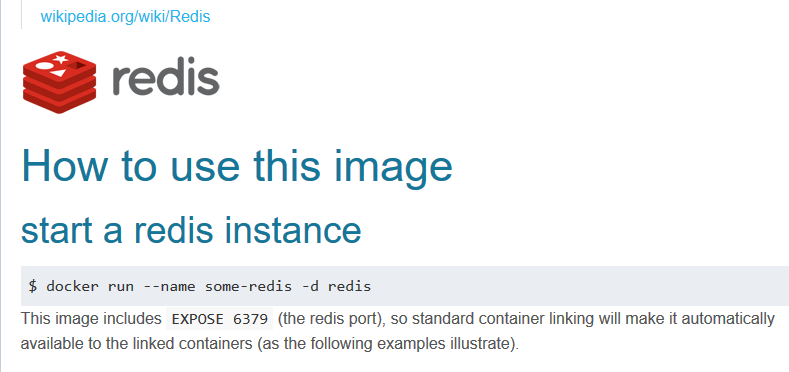 wikipedia.org/wiki/Redis
redis
How to use this image
start a redis instance
$ docker run --name some-redis -d redis
This image includes EXPOSE 6379 (the redis port), so standard container linking will make it automatically
available to the linked containers (as the following examples illustrate).